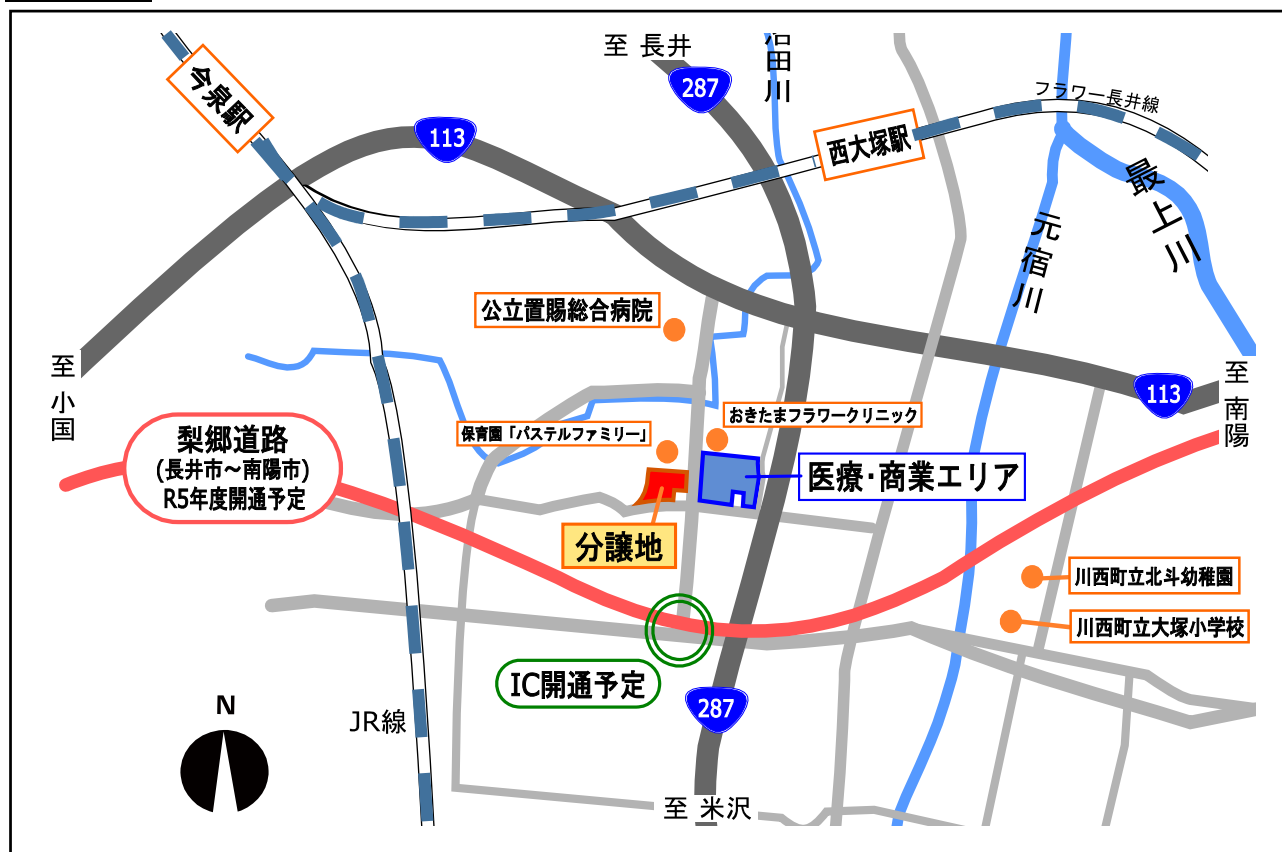 至 長井
田川
287
フラワー長井線
今泉駅
113
西大塚駅
最上川
元宿川
公立置賜総合病院
至 小国
至 南陽
113
おきたまフラワークリニック
保育園「パステルファミリー」
梨郷道路
(長井市～南陽市)
R5年度開通予定
医療・商業エリア
分譲地
川西町立北斗幼稚園
川西町立大塚小学校
IC開通予定
287
N
JR線
至 米沢